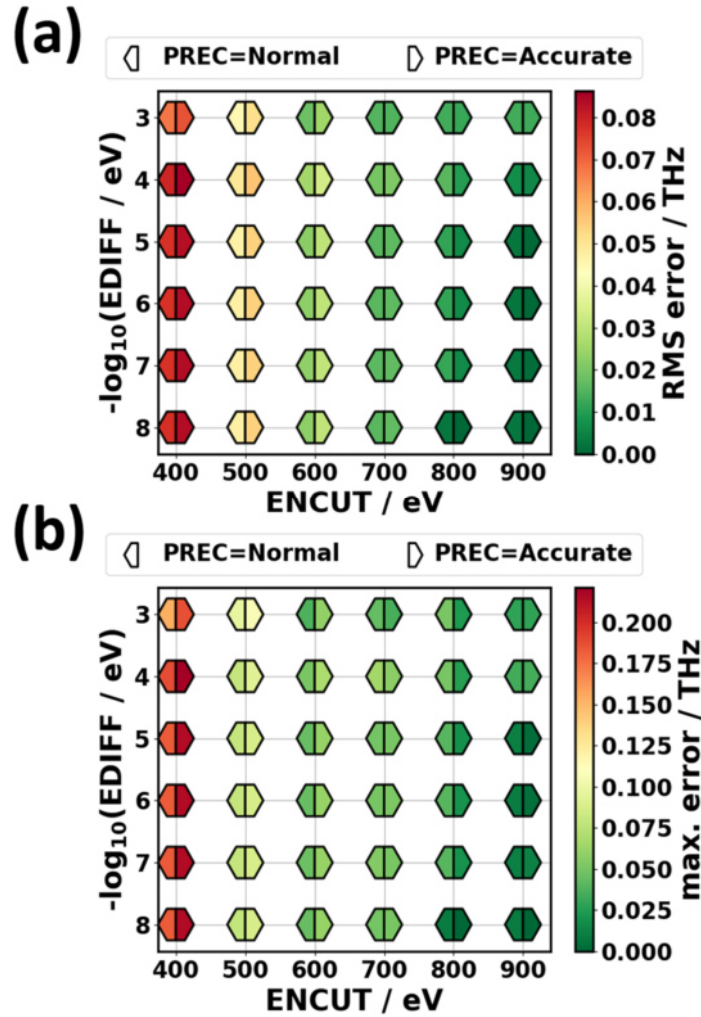 (a)
PREC=Normal PREC=Accurate
-log10(EDIFF / eV)
3
4
5
6
7
8
400 500 600 700 800 900
ENCUT / eV
0.08
0.07
0.06
0.05
0.04
0.03
0.02
0.01
0.00
RMS error / THz
(b)
PREC=Normal PREC=Accurate
-log10(EDIFF / eV)
3
4
5
6
7
8
400 500 600 700 800 900
ENCUT / eV
0.200
0.175
0.150
0.125
0.100
0.075
0.050
0.025
0.000
max. error / THz